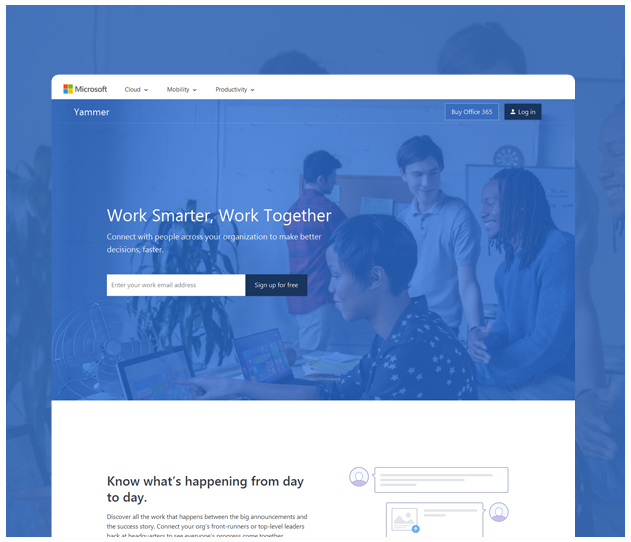 Microsoft Cloud Mobility Productivity
Yammer Buy Office 365 Log in
Work Smarter, Work Together
Connect with people across your organization to make better
decisions, faster.
Enter your work email address Sign up for free
Know what's happening from day
to day.
Discover all the work that happens between the big announcements and
the success story. Connect your org's front-runners or top-level leaders
back at headquarters to see everyone's progress come together.